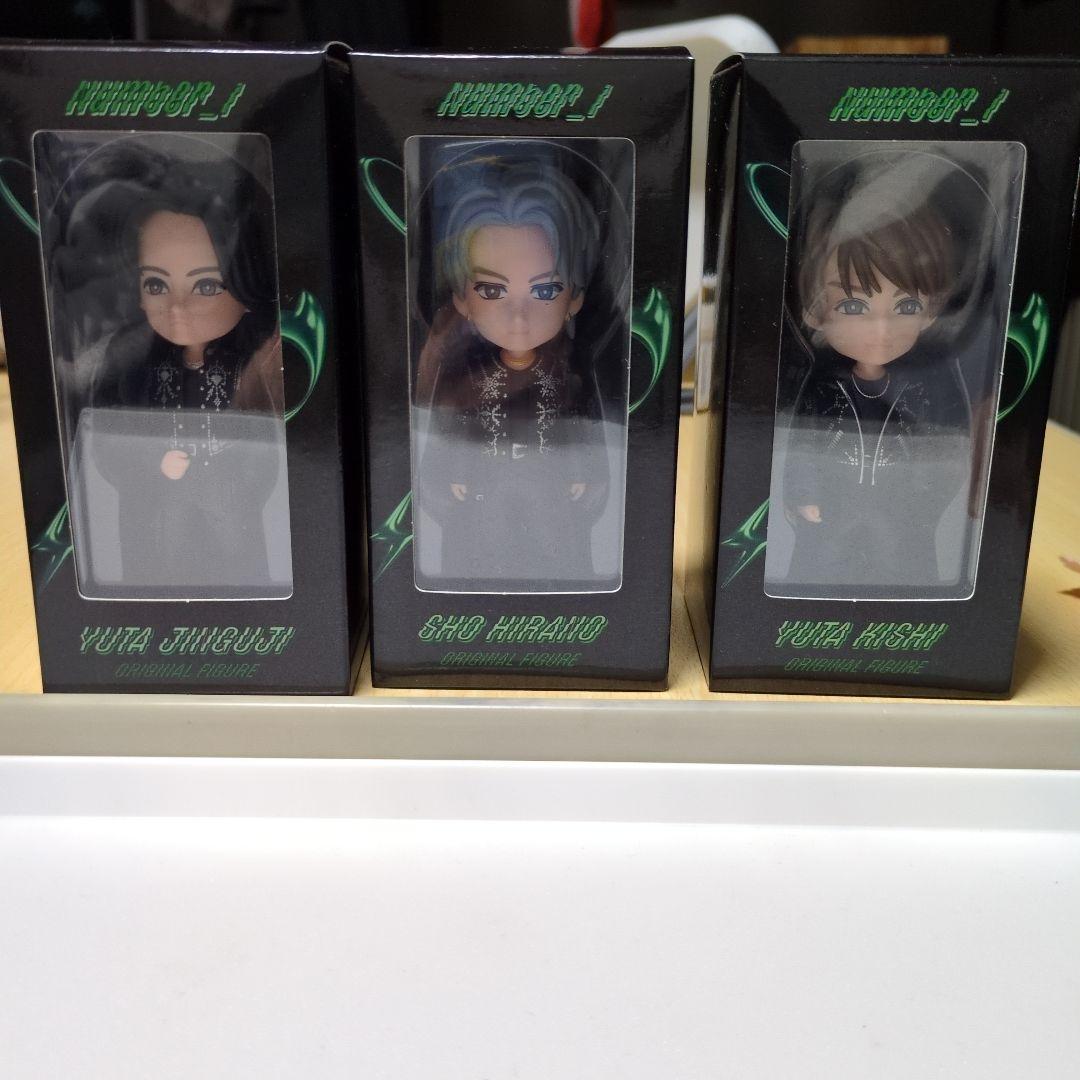 Number_i
YUTA JINGUJI
ORIGINAL FIGURE
Number_i
SHO HIRANO
ORIGINAL FIGURE
Number_i
YUTA KISHI
ORIGINAL FIGURE